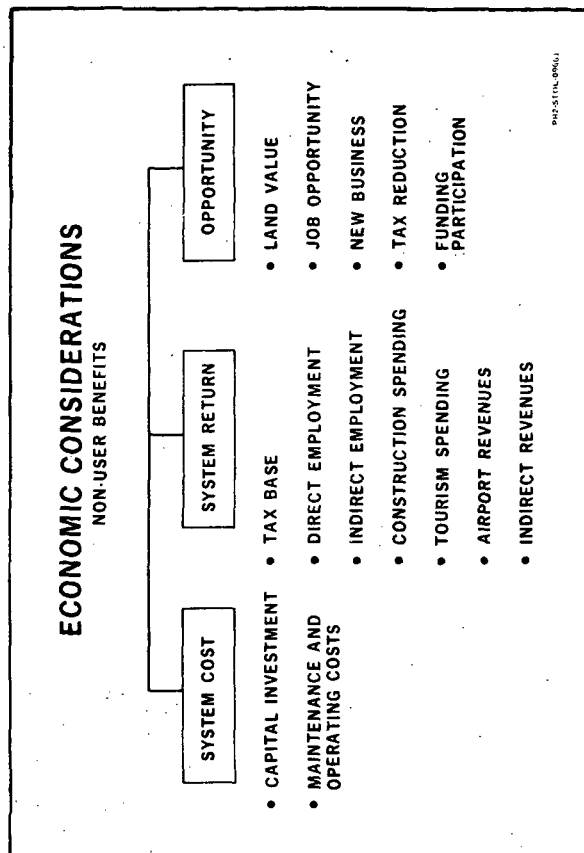 ECONOMIC CONSIDERATIONS
NON-USER BENEFITS
SYSTEM COST
• CAPITAL INVESTMENT
• MAINTENANCE AND
OPERATING COSTS
SYSTEM RETURN
• TAX BASE
• DIRECT EMPLOYMENT
• INDIRECT EMPLOYMENT
• CONSTRUCTION SPENDING
• TOURISM SPENDING
• AIRPORT REVENUES
• INDIRECT REVENUES
OPPORTUNITY
• LAND VALUE
• JOB OPPORTUNITY
• NEW BUSINESS
• TAX REDUCTION
• FUNDING
PARTICIPATION